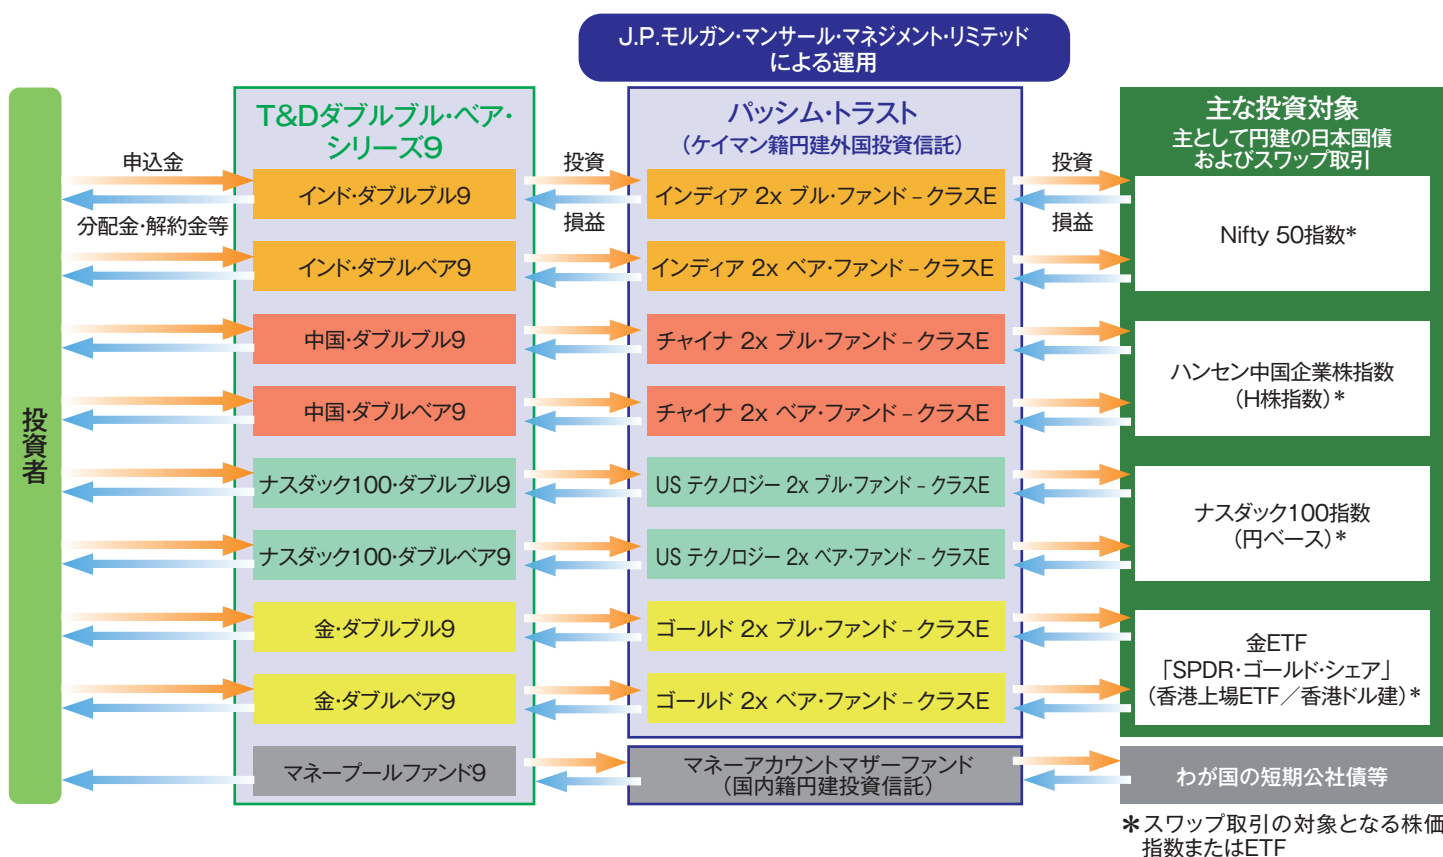 J.P.モルガン・マンサール・マネジメント・リミテッド
による運用
投資者
申込金
分配金・解約金等
T&Dダブルブル・ベア・
シリーズ9
インド・ダブルブル9
インド・ダブルベア9
中国・ダブルブル9
中国・ダブルベア9
ナスダック100・ダブルブル9
ナスダック100・ダブルベア9
金・ダブルブル9
金・ダブルベア9
マネープールファンド9
投資
損益
パッシム・トラスト
（ケイマン籍円建外国投資信託）
インディア 2x ブル・ファンド – クラスE
インディア 2x ベア・ファンド – クラスE
チャイナ 2x ブル・ファンド – クラスE
チャイナ 2x ベア・ファンド – クラスE
US テクノロジー 2x ブル・ファンド – クラスE
US テクノロジー 2x ベア・ファンド – クラスE
ゴールド 2x ブル・ファンド – クラスE
ゴールド 2x ベア・ファンド – クラスE
マネーアカウントマザーファンド
（国内籍円建投資信託）
投資
損益
主な投資対象
主として円建の日本国債
およびスワップ取引
Nifty 50指数*
ハンセン中国企業株指数
（H株指数）*
ナスダック100指数
（円ベース）*
金ETF
「SPDR・ゴールド・シェア」
（香港上場ETF／香港ドル建）*
わが国の短期公社債等
＊スワップ取引の対象となる株価
指数またはETF